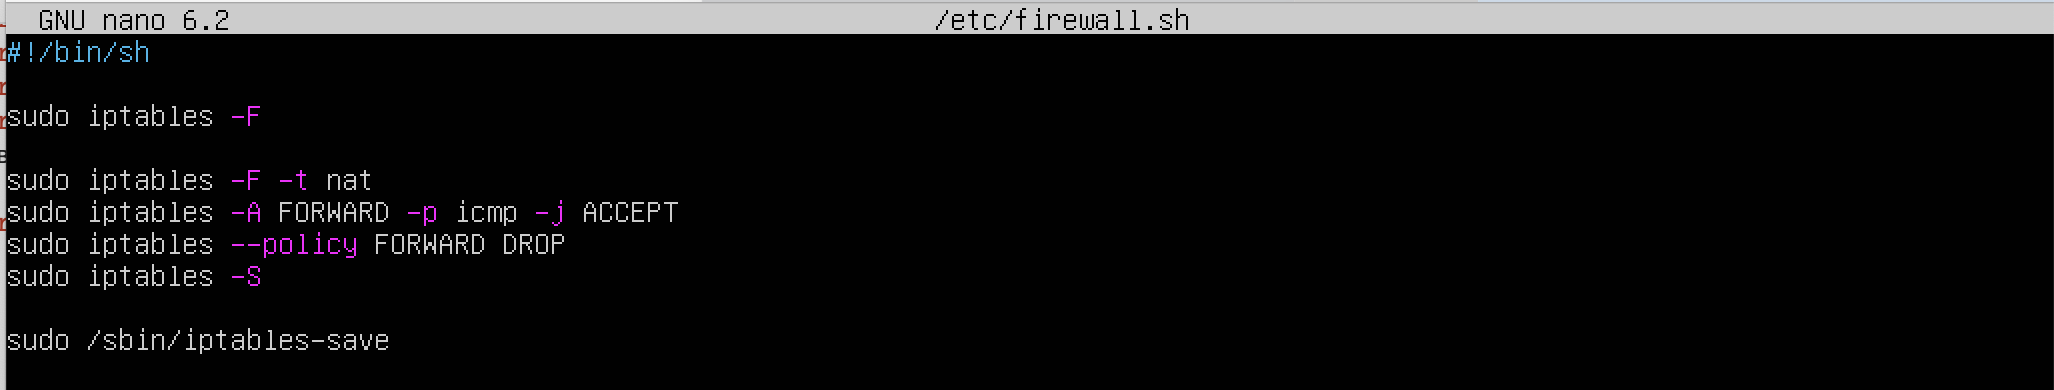 GNU nano 6.2 /etc/firewall.sh
#!/bin/sh
sudo iptables -F
sudo iptables -F -t nat
sudo iptables -A FORWARD -p icmp -j ACCEPT
sudo iptables --policy FORWARD DROP
sudo iptables -S
sudo /sbin/iptables-save